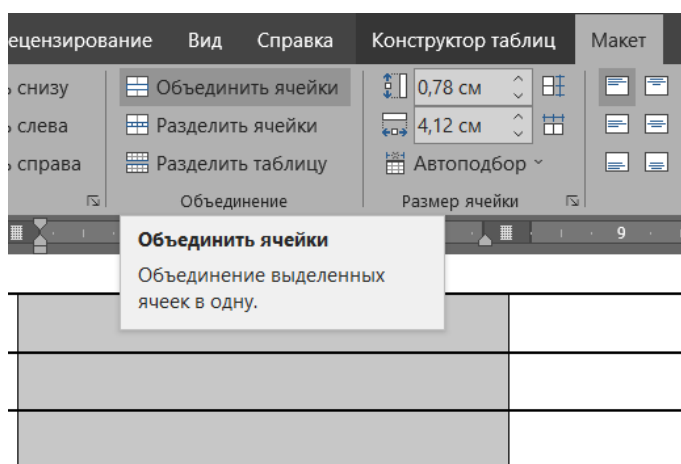 ецензирование Вид Справка Конструктор таблиц Макет
снизу Объединить ячейки 0,78 см
слева Разделить ячейки 4,12 см
справа Разделить таблицу Автоподбор
Объединение Размер ячейки
9
Объединить ячейки
Объединение выделенных
ячеек в одну.